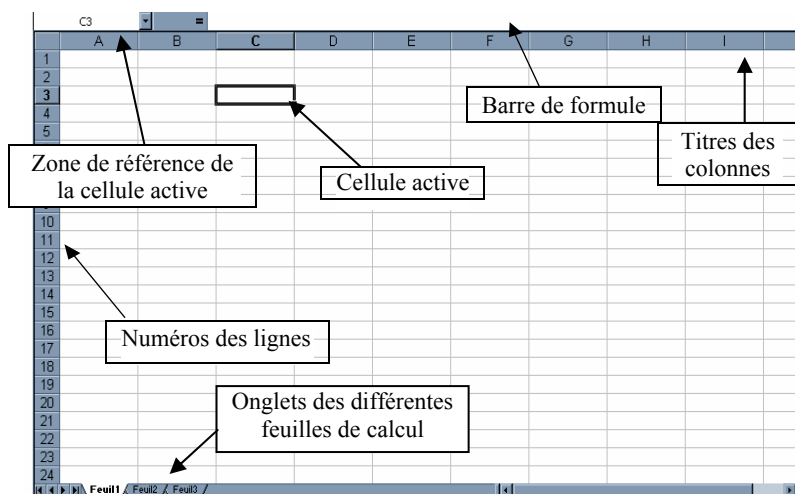 C3 =
A B C D E F G H I
1
2
3
4
5
Barre de formule
Titres des
colonnes
Zone de référence de
la cellule active
Cellule active
10
11
12
13
14
15
16
17
Numéros des lignes
18
19
20
21
22
23
24
Onglets des différentes
feuilles de calcul
Feuil1 / Feuil2 / Feuil3 /